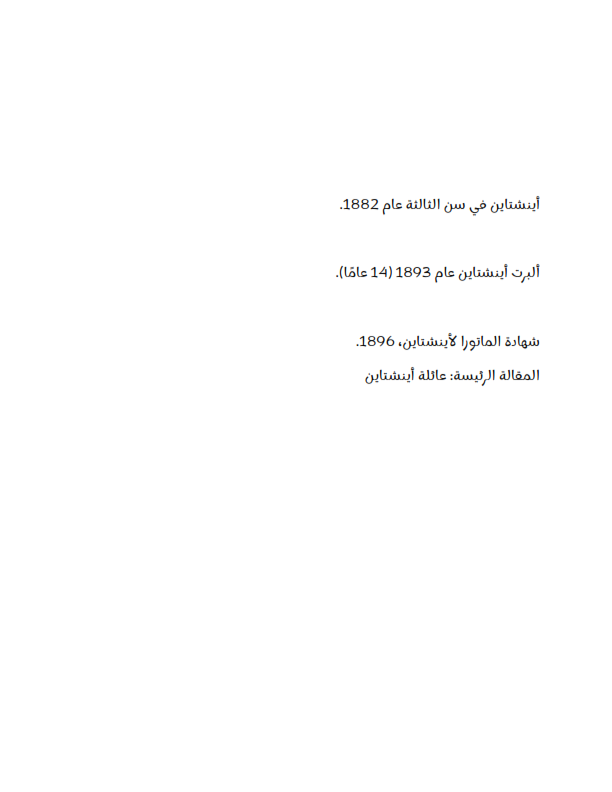 أينشتاين في سن الثالثة عام 1882.
ألبرت أينشتاين عام 1893 (14 عامًا).
شهادة الماتورا لأينشتاين، 1896.
المقالة الرئيسة: عائلة أينشتاين